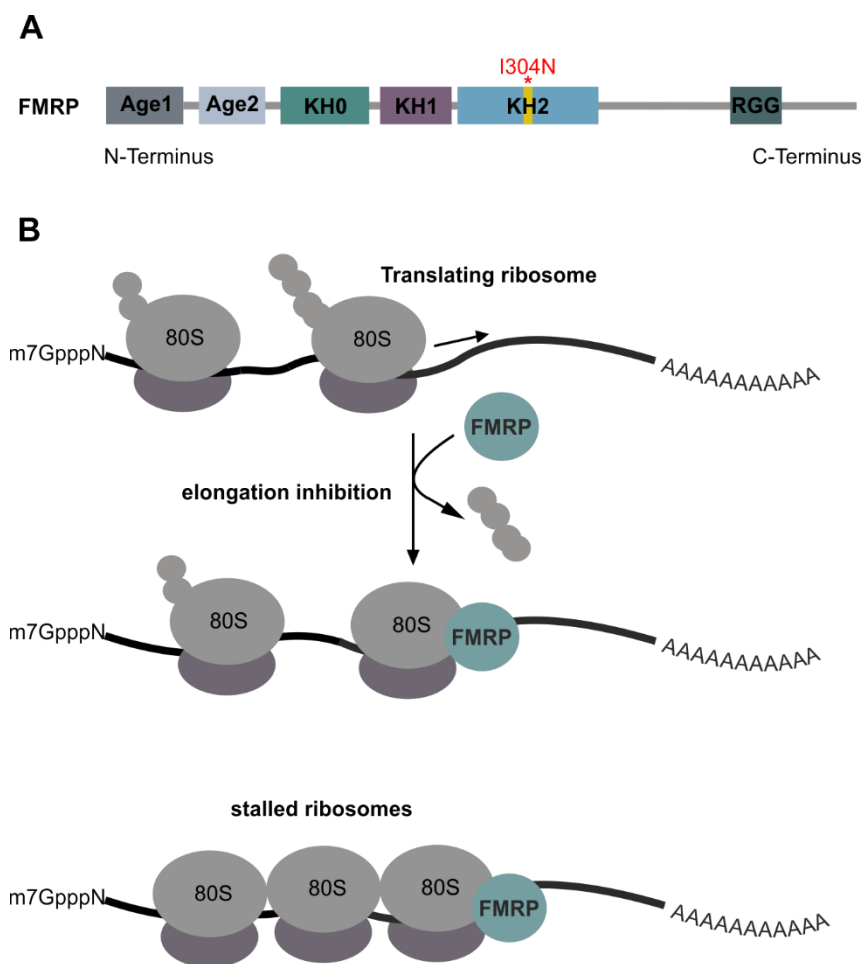 A
I304N
*
FMRP Age1 Age2 KH0 KH1 KH2 RGG
N-Terminus C-Terminus
B
Translating ribosome
80S 80S
m7GpppN AAAAAAAAAAA
FMRP
elongation inhibition
80S 80S FMRP
m7GpppN AAAAAAAAAAA
stalled ribosomes
80S 80S 80S FMRP
m7GpppN AAAAAAAAAAA